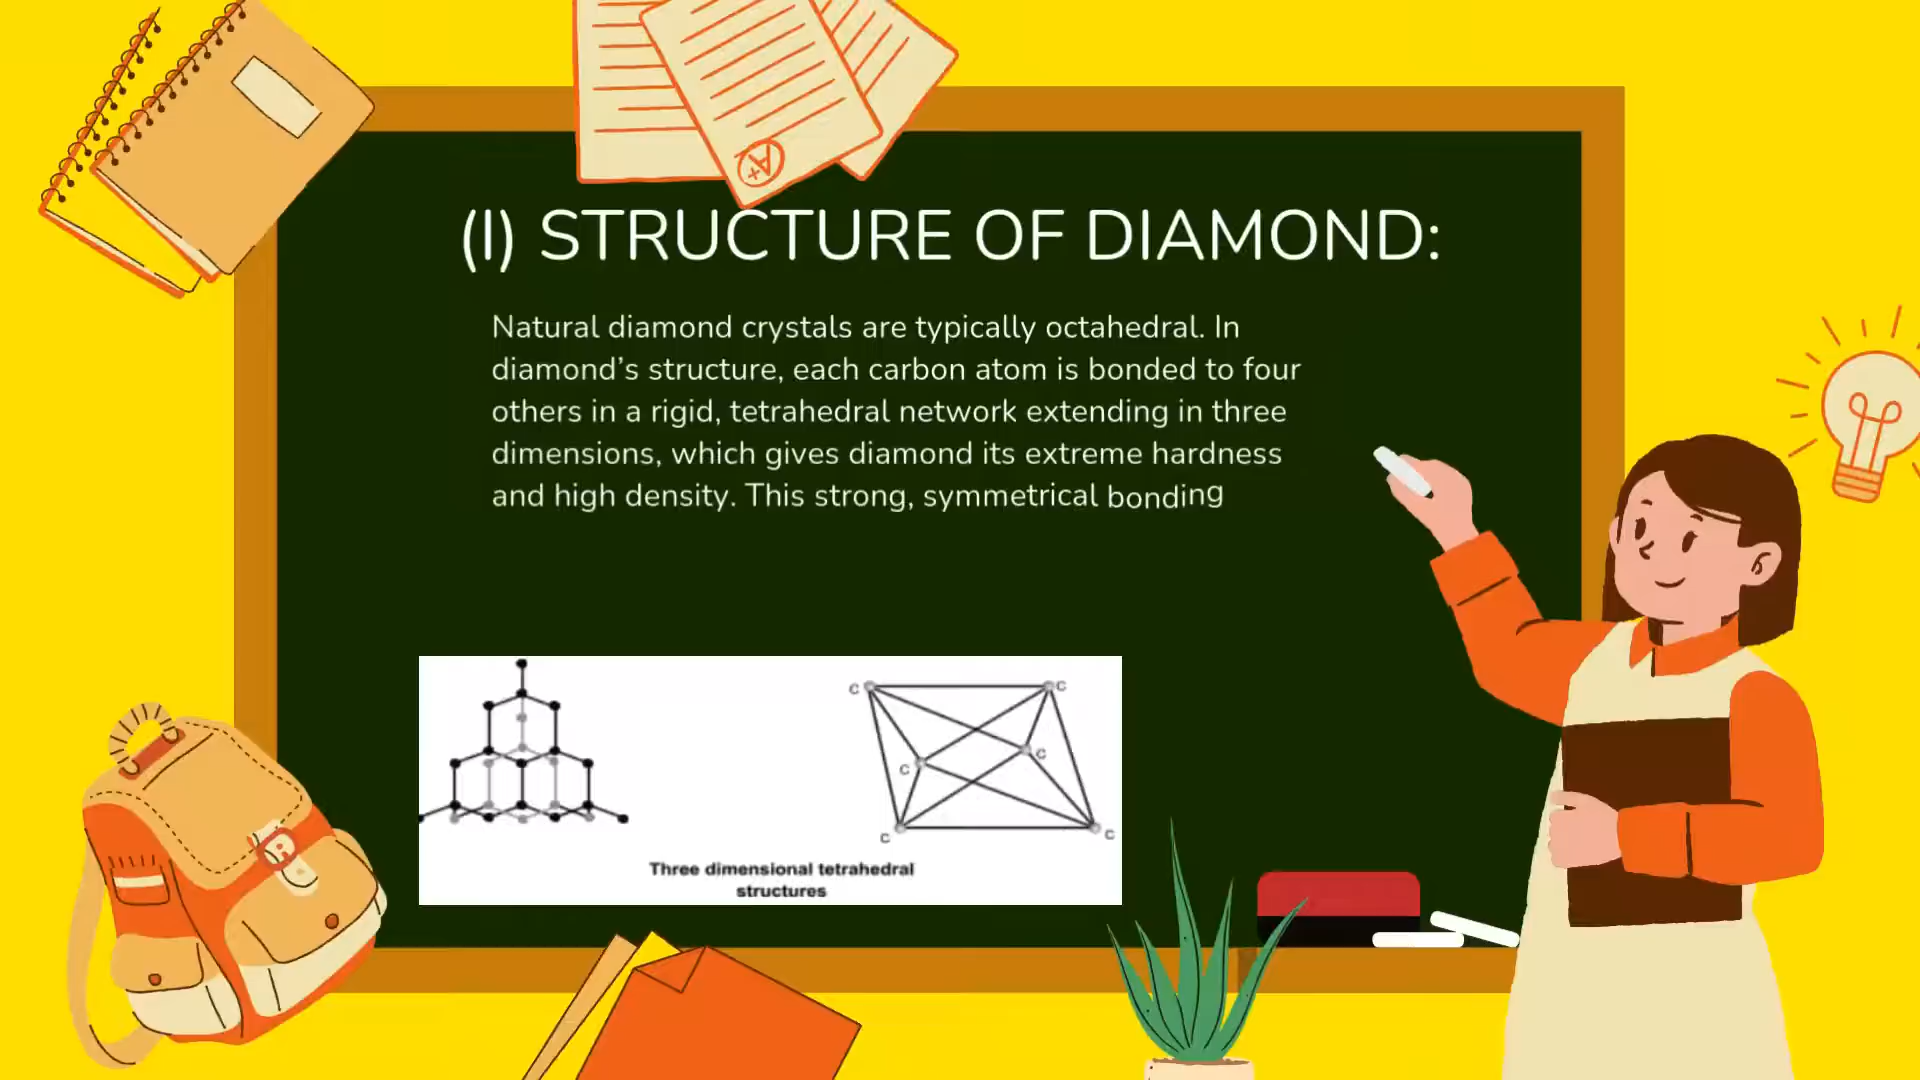 A+
(I) STRUCTURE OF DIAMOND:
Natural diamond crystals are typically octahedral. In
diamond’s structure, each carbon atom is bonded to four
others in a rigid, tetrahedral network extending in three
dimensions, which gives diamond its extreme hardness
and high density. This strong, symmetrical bonding
C C
C
C
C C
Three dimensional tetrahedral
structures